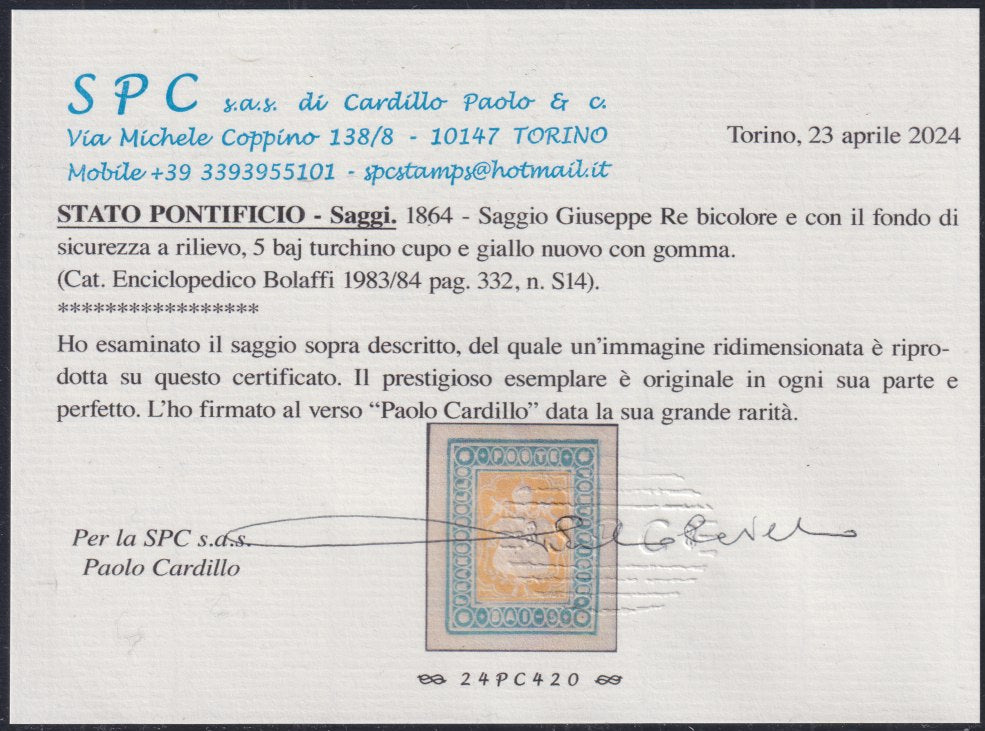 SPC s.a.s. di Cardillo Paolo & c.
Via Michele Coppino 138/8 - 10147 TORINO
Torino, 23 aprile 2024
Mobile +39 3393955101 - spcstamps@hotmail.it
STATO PONTIFICIO - Saggi. 1864 - Saggio Giuseppe Re bicolore e con il fondo di
sicurezza a rilievo, 5 baj turchino cupo e giallo nuovo con gomma.
(Cat. Enciclopedico Bolaffi 1983/84 pag. 332, n. S14).
*****************
Ho esaminato il saggio sopra descritto, del quale un'immagine ridimensionata è ripro-
dotta su questo certificato. Il prestigioso esemplare è originale in ogni sua parte e
perfetto. L'ho firmato al verso “Paolo Cardillo” data la sua grande rarità.
POSTE
BAI
Per la SPC s.a.s.
Paolo Cardillo
24PC420